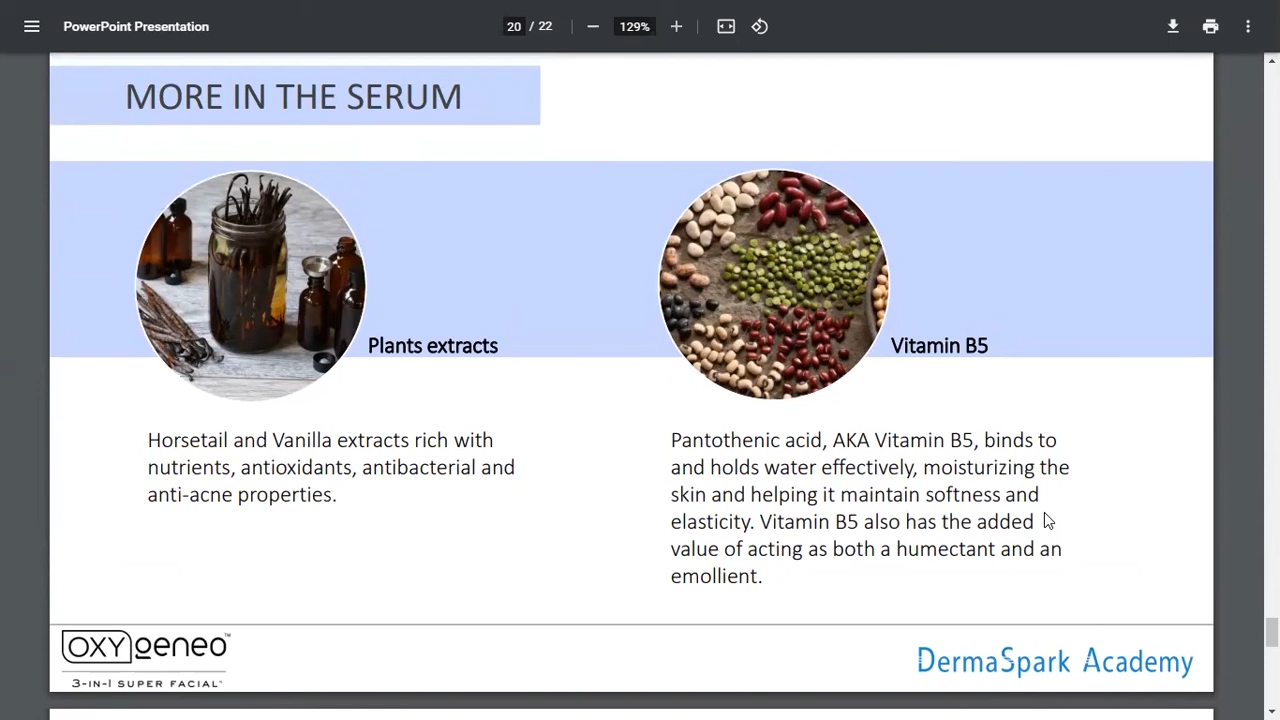 PowerPoint Presentation
20 / 22
129%
MORE IN THE SERUM
Plants extracts
Vitamin B5
Horsetail and Vanilla extracts rich with
nutrients, antioxidants, antibacterial and
anti-acne properties.
Pantothenic acid, AKA Vitamin B5, binds to
and holds water effectively, moisturizing the
skin and helping it maintain softness and
elasticity. Vitamin B5 also has the added
value of acting as both a humectant and an
emollient.
OXYgeneo™
3-IN-1 SUPER FACIAL™
DermaSpark Academy